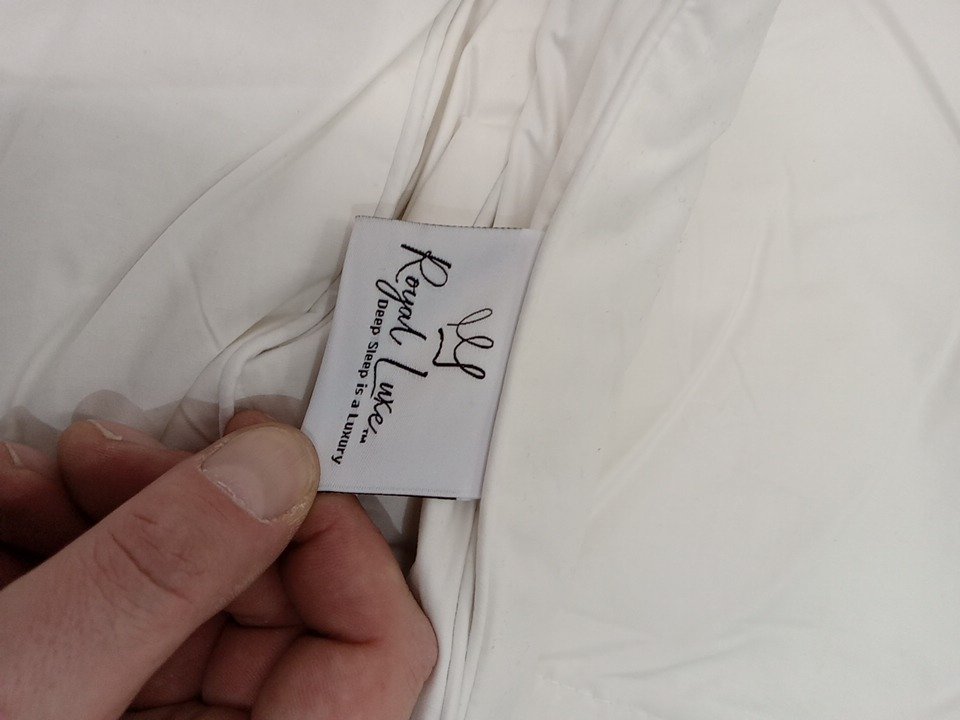 Royal Luxe™
Deep Sleep is a Luxury